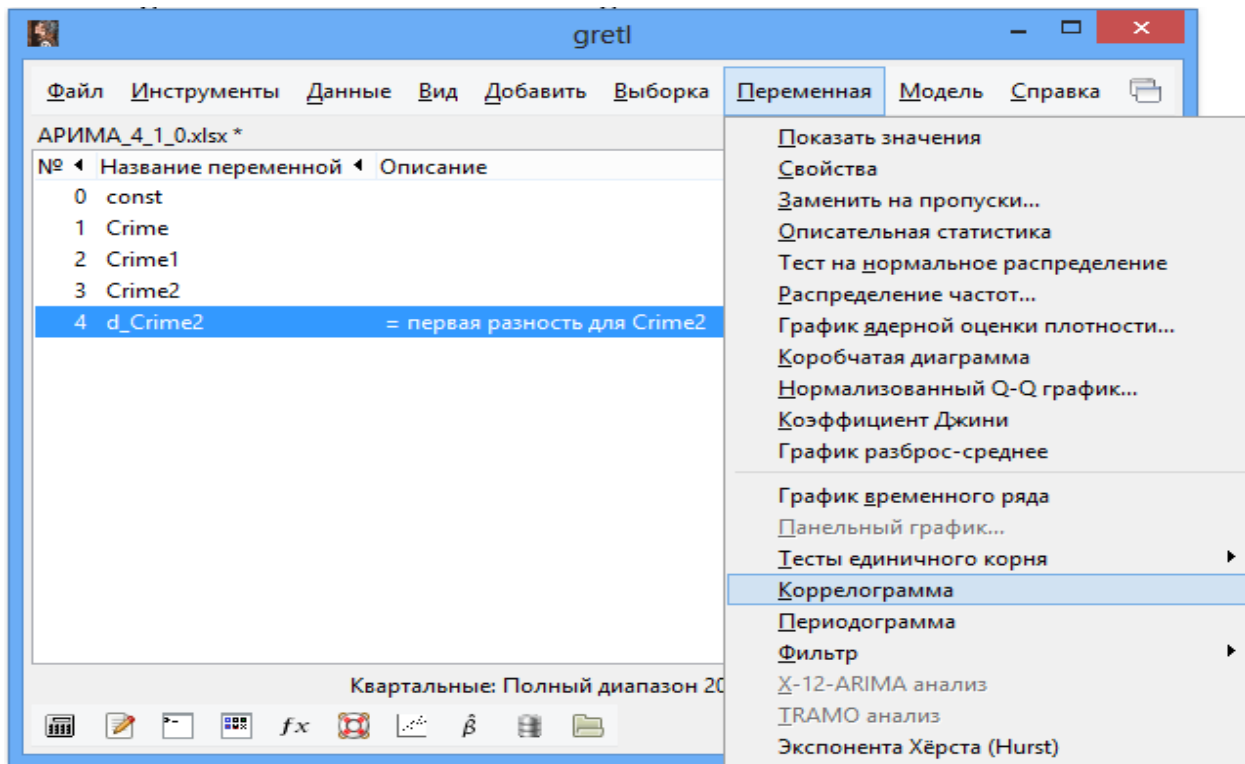 gretl
Файл Инструменты Данные Вид Добавить Выборка Переменная Модель Справка
АРИМА_4_1_0.xlsx *
№ Название переменной Описание
0 const
1 Crime
2 Crime1
3 Crime2
4 d_Crime2 = первая разность для Crime2
Квартальные: Полный диапазон 20
fx β̂
Показать значения
Свойства
Заменить на пропуски...
Описательная статистика
Тест на нормальное распределение
Распределение частот...
График ядерной оценки плотности...
Коробчатая диаграмма
Нормализованный Q-Q график...
Коэффициент Джини
График разброс-среднее
График временного ряда
Панельный график...
Тесты единичного корня
Коррелограмма
Периодограмма
Фильтр
X-12-ARIMA анализ
TRAMO анализ
Экспонента Хёрста (Hurst)